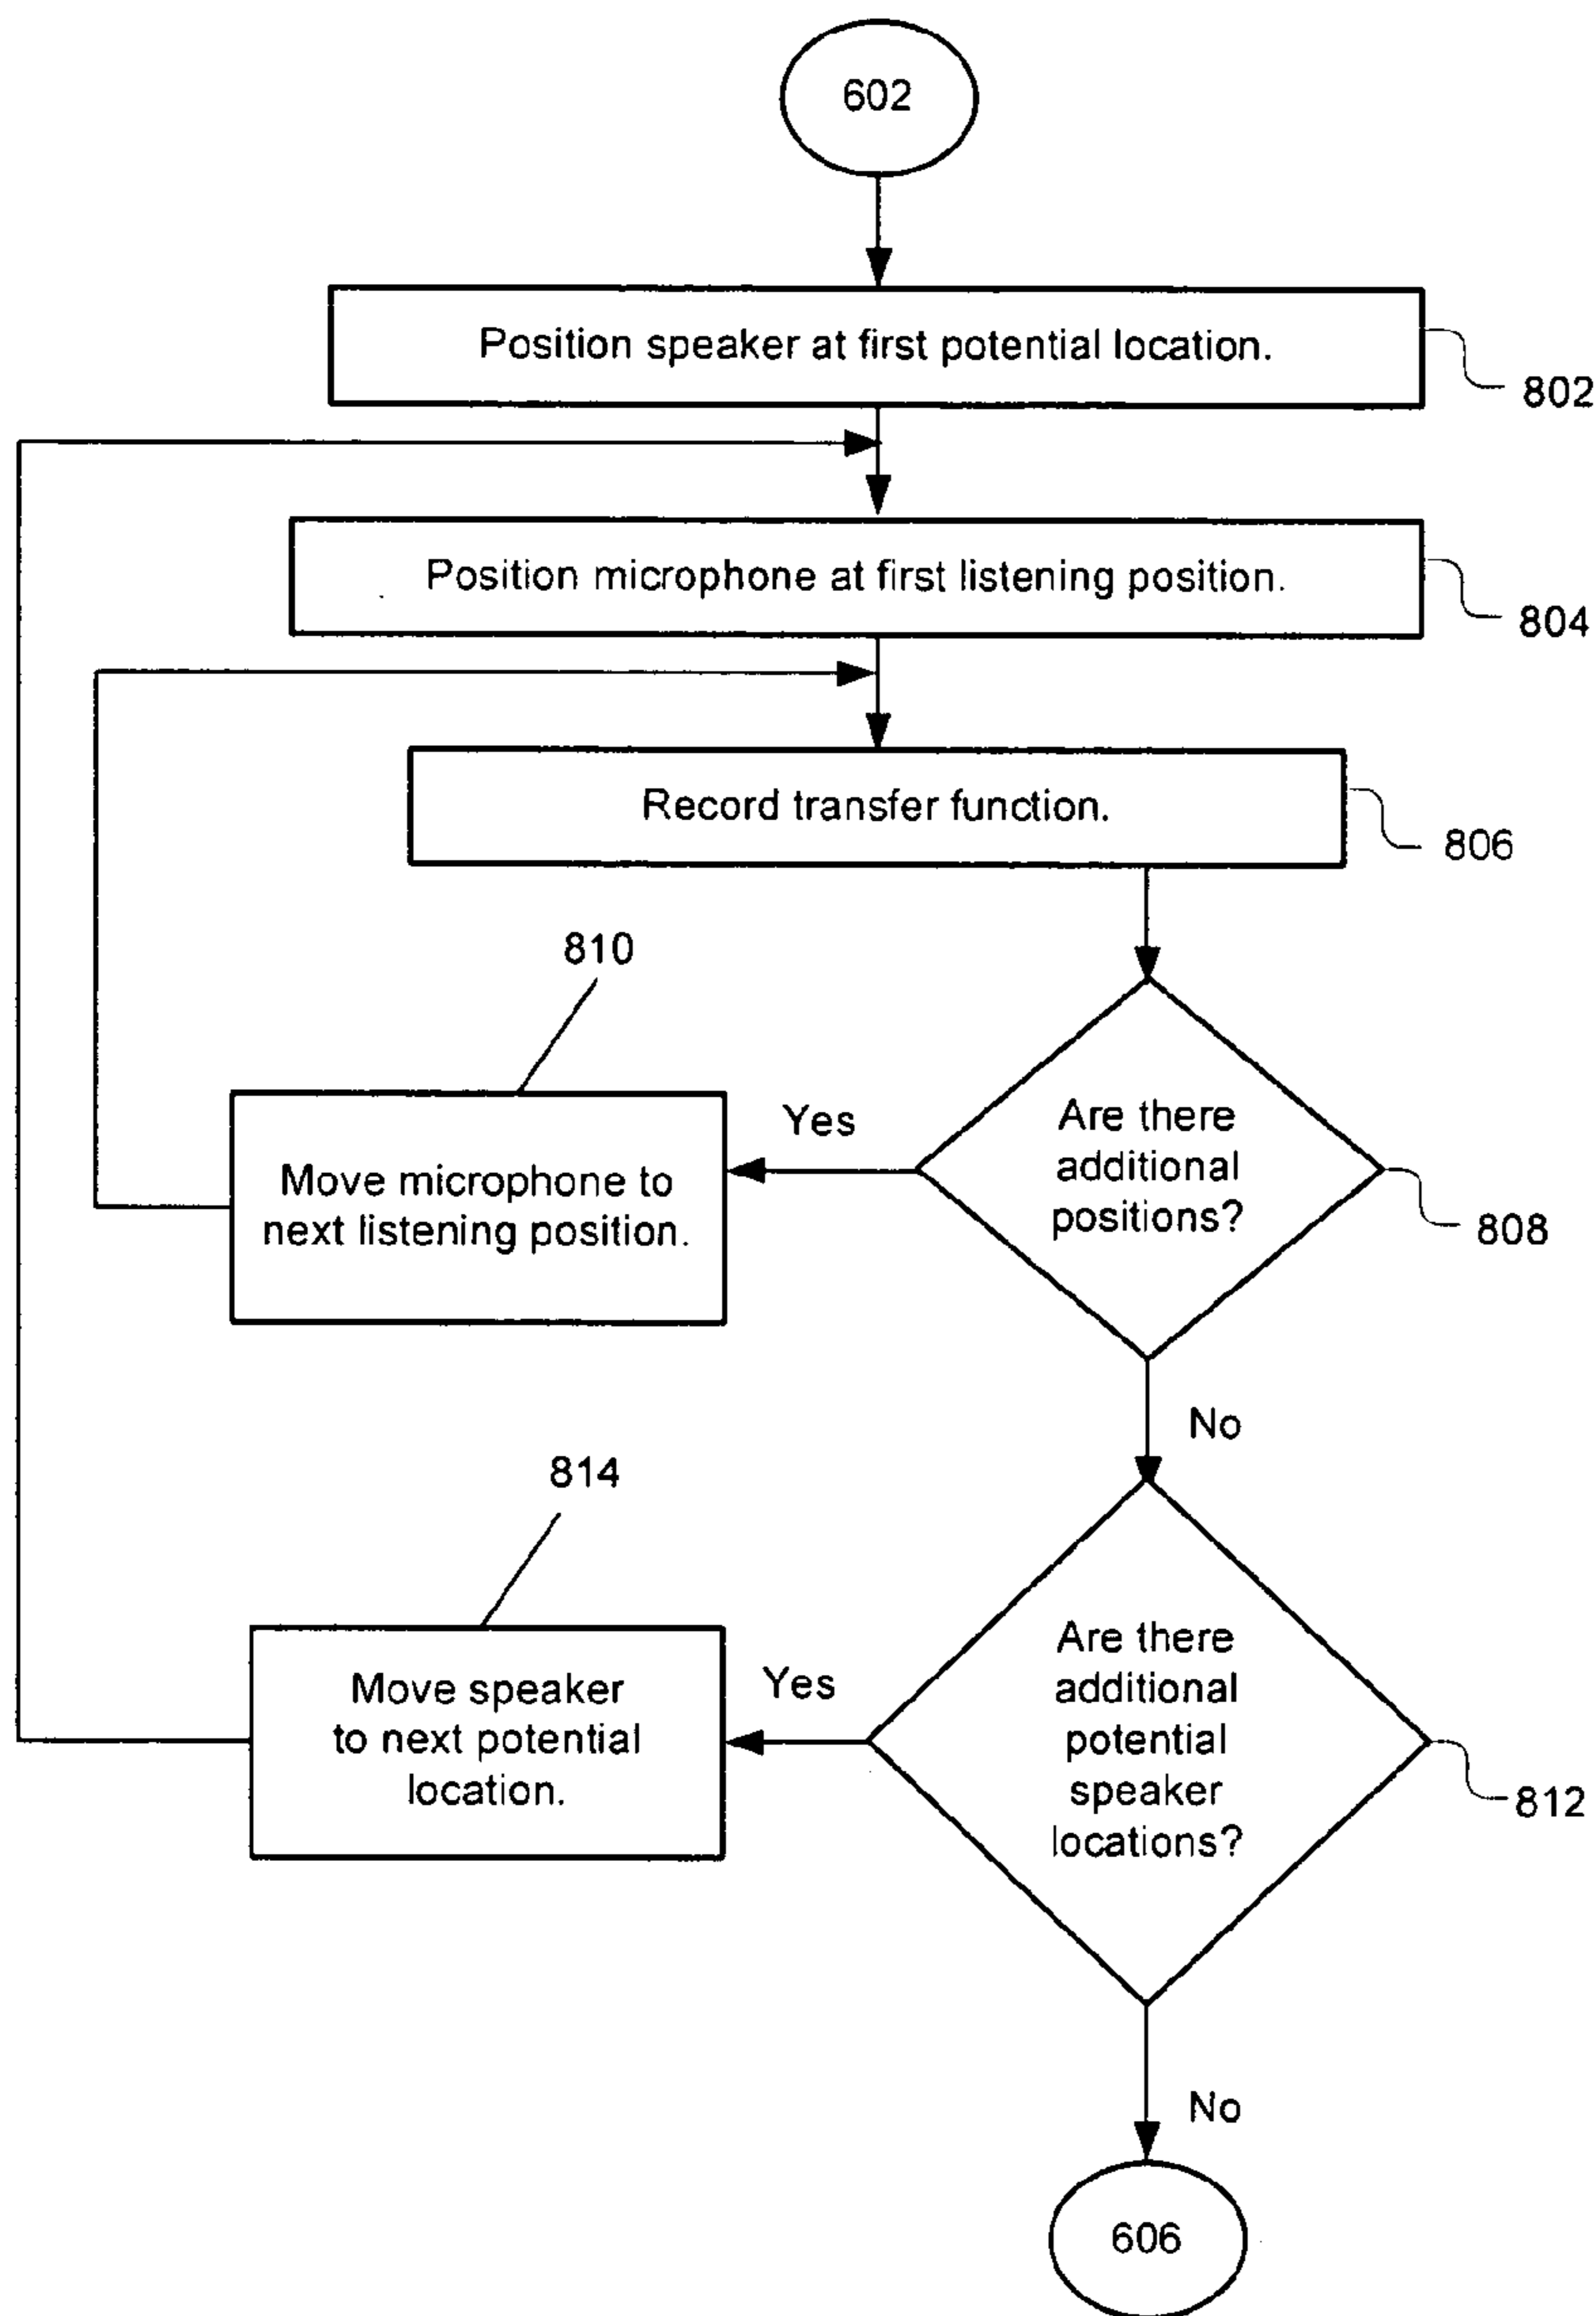 602
Position speaker at first potential location.
802
Position microphone at first listening position.
804
Record transfer function.
806
810
Yes
Are there
additional
positions?
Move microphone to
next listening position.
808
No
814
Are there
additional
potential
speaker
locations?
Yes
Move speaker
to next potential
location.
812
No
606